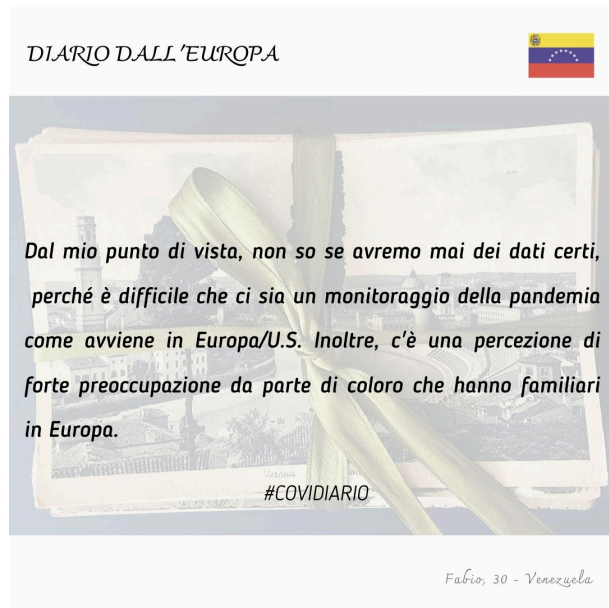 DIARIO DALL'EUROPA
Dal mio punto di vista, non so se avremo mai dei dati certi,
perché è difficile che ci sia un monitoraggio della pandemia
come avviene in Europa/U.S. Inoltre, c'è una percezione di
forte preoccupazione da parte di coloro che hanno familiari
in Europa.
Verona
#COVIDIARIO
Fabio, 30 - Venezuela